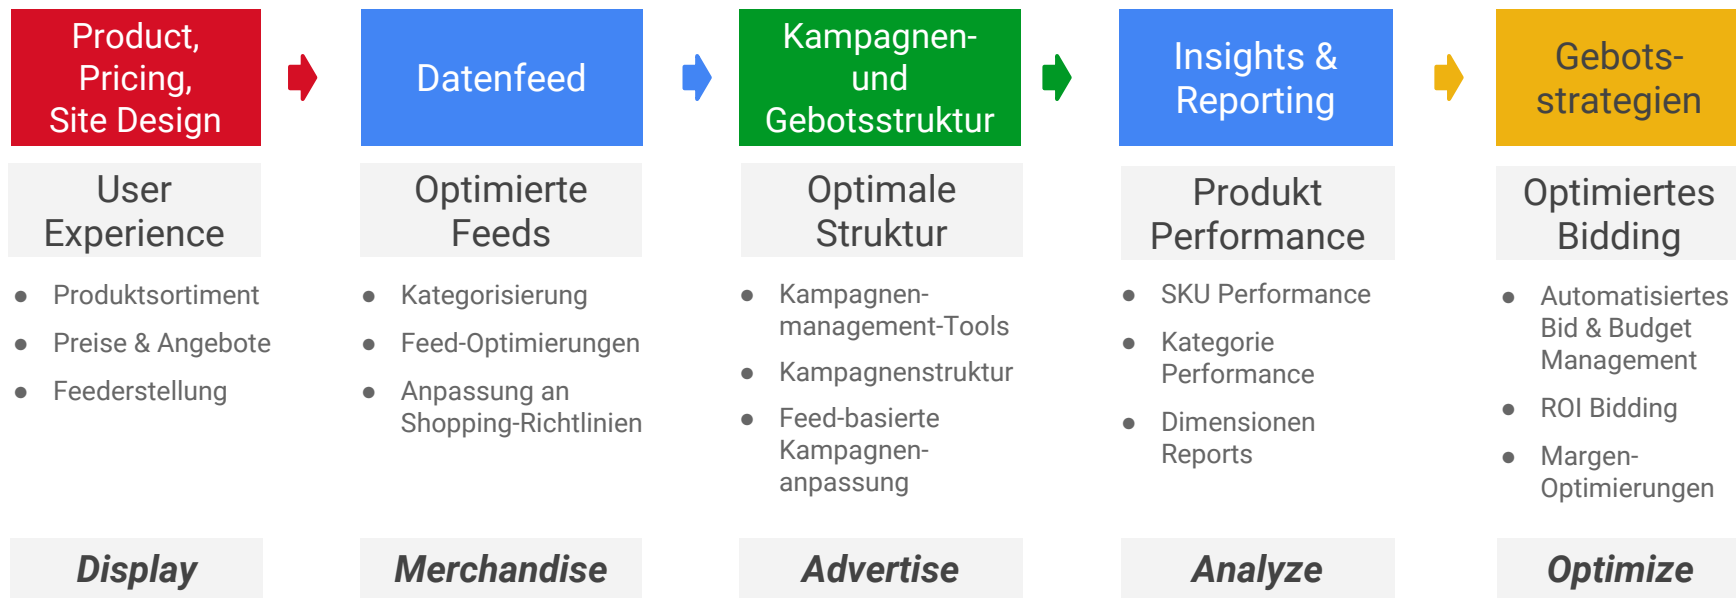 Product,
Pricing,
Site Design
User
Experience
● Produktsortiment
● Preise & Angebote
● Feederstellung
Display
Datenfeed
Optimierte
Feeds
● Kategorisierung
● Feed-Optimierungen
● Anpassung an
Shopping-Richtlinien
Merchandise
Kampagnen-
und
Gebotsstruktur
Optimale
Struktur
● Kampagnen-
management-Tools
● Kampagnenstruktur
● Feed-basierte
Kampagnen-
anpassung
Advertise
Insights &
Reporting
Produkt
Performance
● SKU Performance
● Kategorie
Performance
● Dimensionen
Reports
Analyze
Gebots-
strategien
Optimiertes
Bidding
● Automatisiertes
Bid & Budget
Management
● ROI Bidding
● Margen-
Optimierungen
Optimize